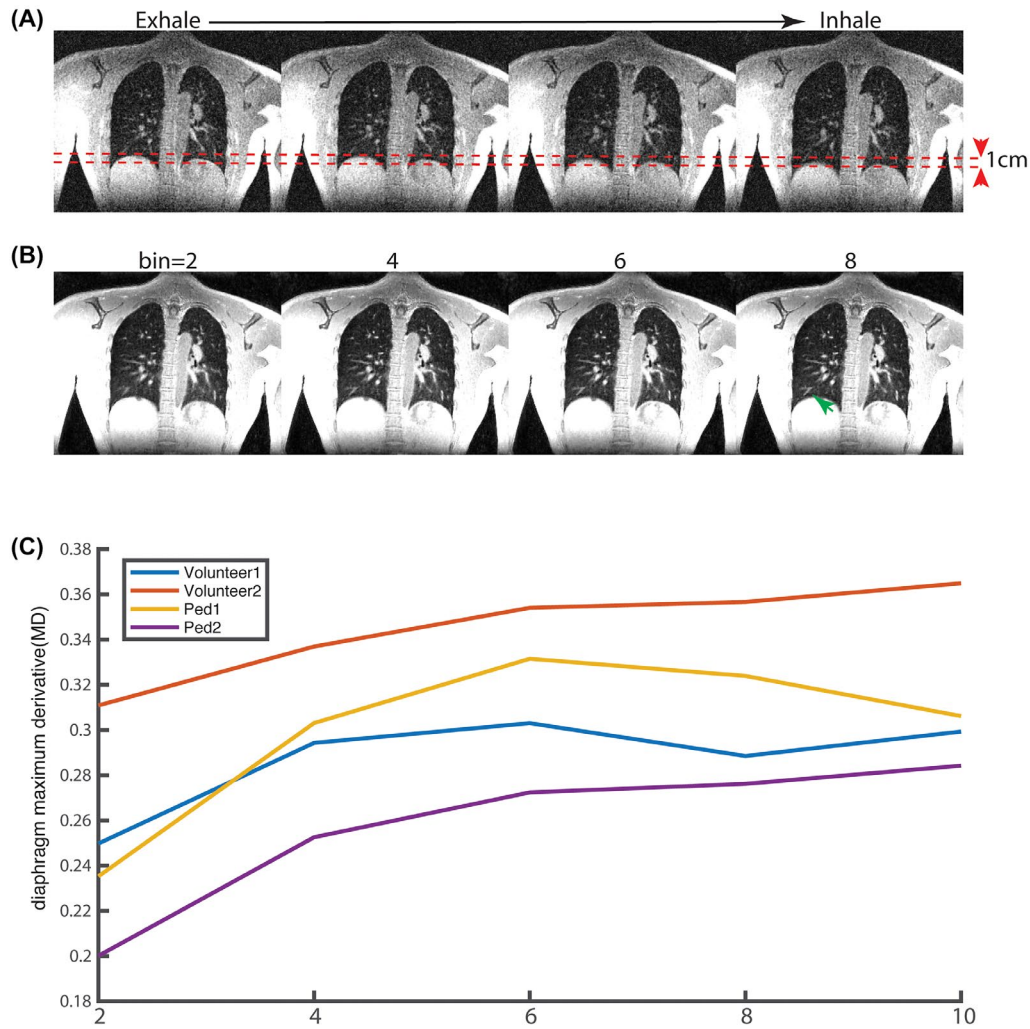 (A)
Exhale
Inhale
1cm
(B)
bin=2 4 6 8
(C)
0.38
0.36
0.34
0.32
0.3
0.28
0.26
0.24
0.22
0.2
0.18
diaphragm maximum derivative(MD)
Volunteer1
Volunteer2
Ped1
Ped2
2 4 6 8 10